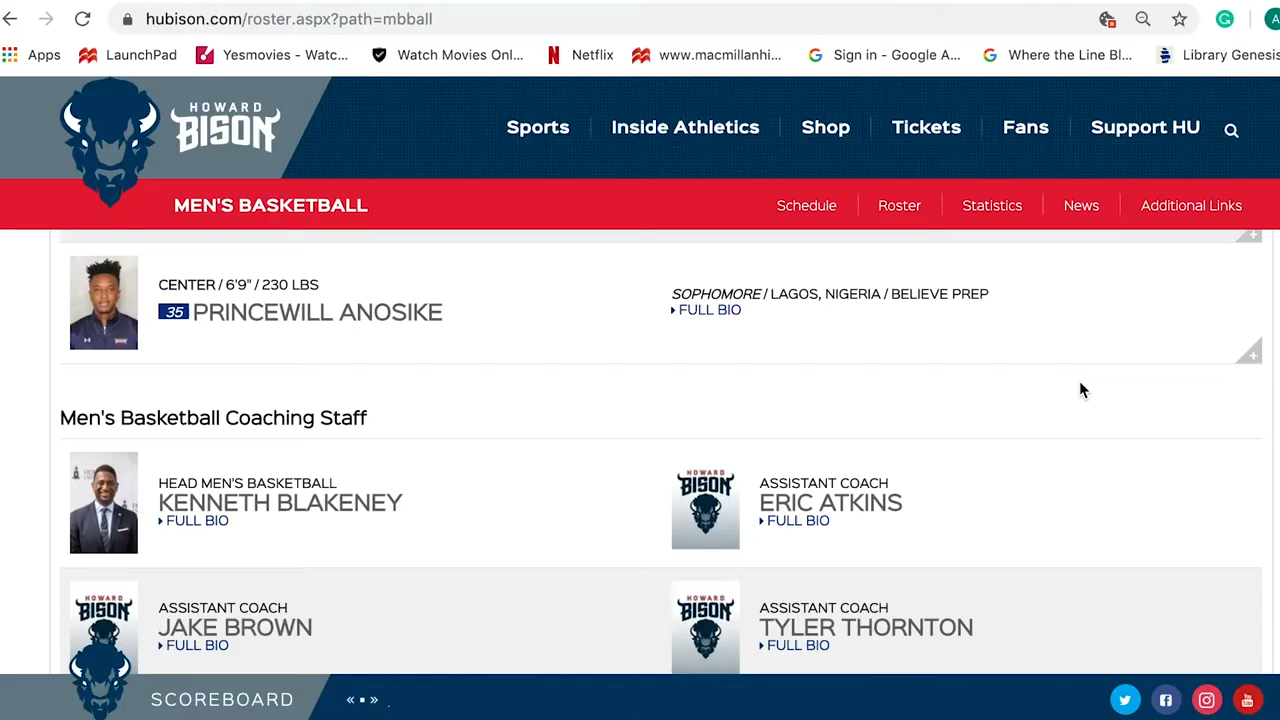 hubison.com/roster.aspx?path=mbball
Apps LaunchPad Yesmovies - Watc... Watch Movies Onl... Netflix www.macmillanhi... Sign in - Google A... Where the Line Bl... Library Genesis
HOWARD
BISON
Sports Inside Athletics Shop Tickets Fans Support HU
MEN'S BASKETBALL Schedule Roster Statistics News Additional Links
CENTER / 6'9" / 230 LBS
35 PRINCEWILL ANOSIKE
SOPHOMORE / LAGOS, NIGERIA / BELIEVE PREP
FULL BIO
Men's Basketball Coaching Staff
HEAD MEN'S BASKETBALL
KENNETH BLAKENEY
FULL BIO
HOWARD
BISON
ASSISTANT COACH
ERIC ATKINS
FULL BIO
HOWARD
BISON
ASSISTANT COACH
JAKE BROWN
FULL BIO
HOWARD
BISON
ASSISTANT COACH
TYLER THORNTON
FULL BIO
SCOREBOARD « ▪ »